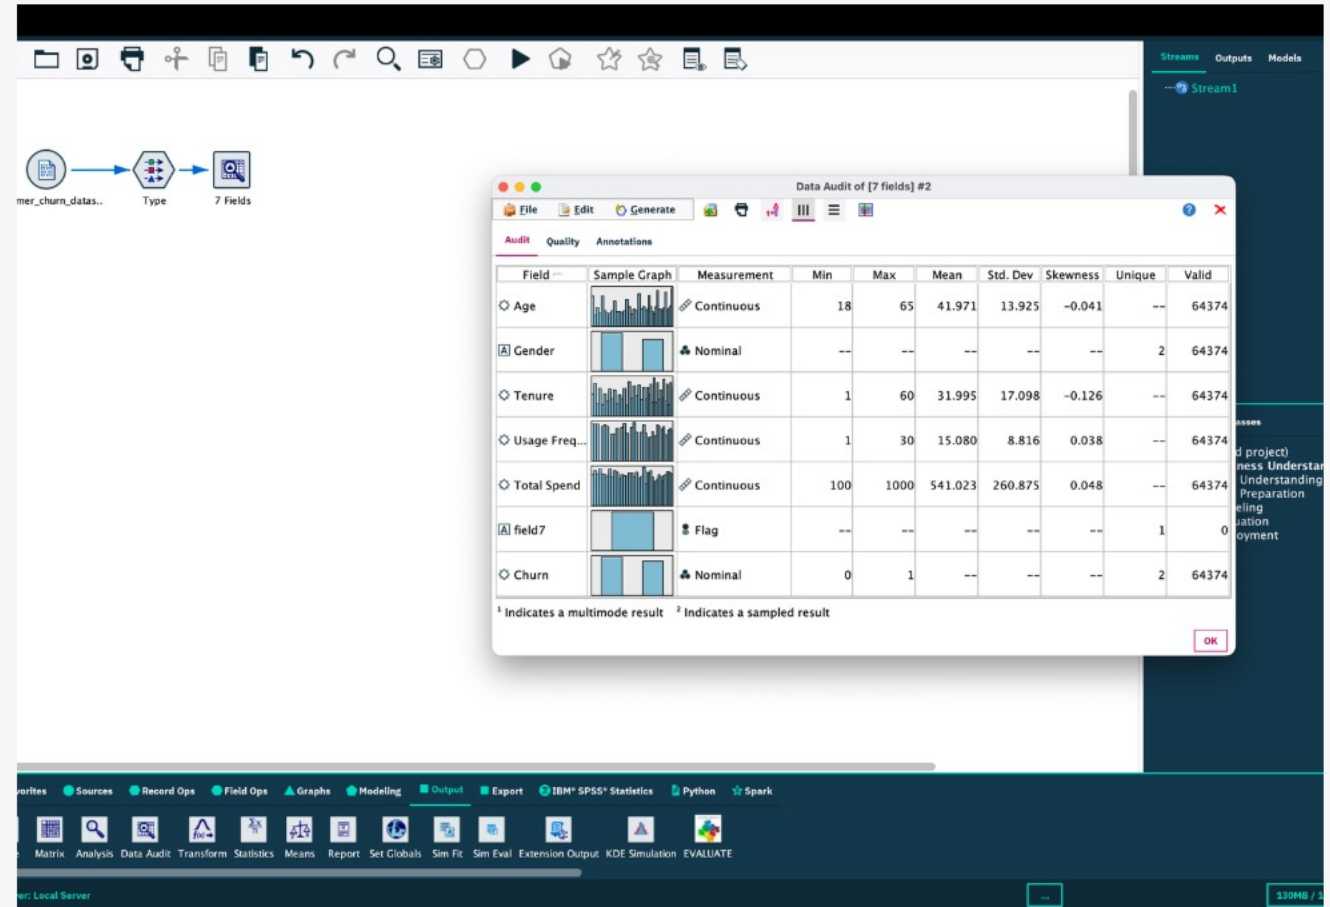 Streams Outputs Models
Stream1
mer_churn_datas..
Type
7 Fields
Data Audit of [7 fields] #2
File Edit Generate
Audit Quality Annotations
Field Sample Graph Measurement Min Max Mean Std. Dev Skewness Unique Valid
Age Continuous 18 65 41.971 13.925 -0.041 -- 64374
A Gender Nominal -- -- -- -- -- 2 64374
Tenure Continuous 1 60 31.995 17.098 -0.126 -- 64374
Usage Freq... Continuous 1 30 15.080 8.816 0.038 -- 64374
Total Spend Continuous 100 1000 541.023 260.875 0.048 -- 64374
A field7 Flag -- -- -- -- -- 1 0
Churn Nominal 0 1 -- -- -- 2 64374
1 Indicates a multimode result 2 Indicates a sampled result
OK
asses
d project)
ness Understan
Understanding
Preparation
eling
uation
oyment
vorites Sources Record Ops Field Ops Graphs Modeling Output Export IBM® SPSS® Statistics Python Spark
e Matrix Analysis Data Audit Transform Statistics Means Report Set Globals Sim Fit Sim Eval Extension Output KDE Simulation EVALUATE
ver: Local Server
...
130MB / 1